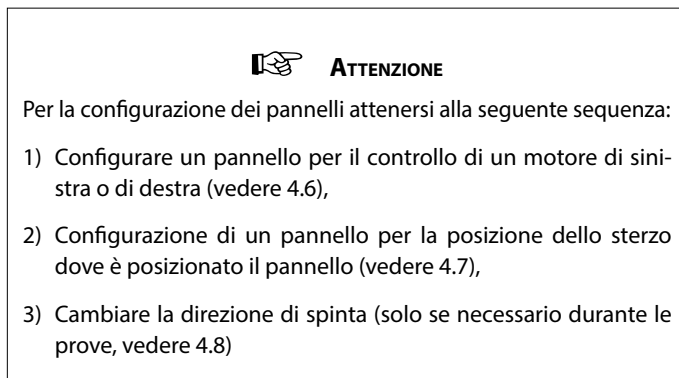 ATTENZIONE
Per la configurazione dei pannelli attenersi alla seguente sequenza:
1) Configurare un pannello per il controllo di un motore di sini-
stra o di destra (vedere 4.6),
2) Configurazione di un pannello per la posizione dello sterzo
dove è posizionato il pannello (vedere 4.7),
3) Cambiare la direzione di spinta (solo se necessario durante le
prove, vedere 4.8)